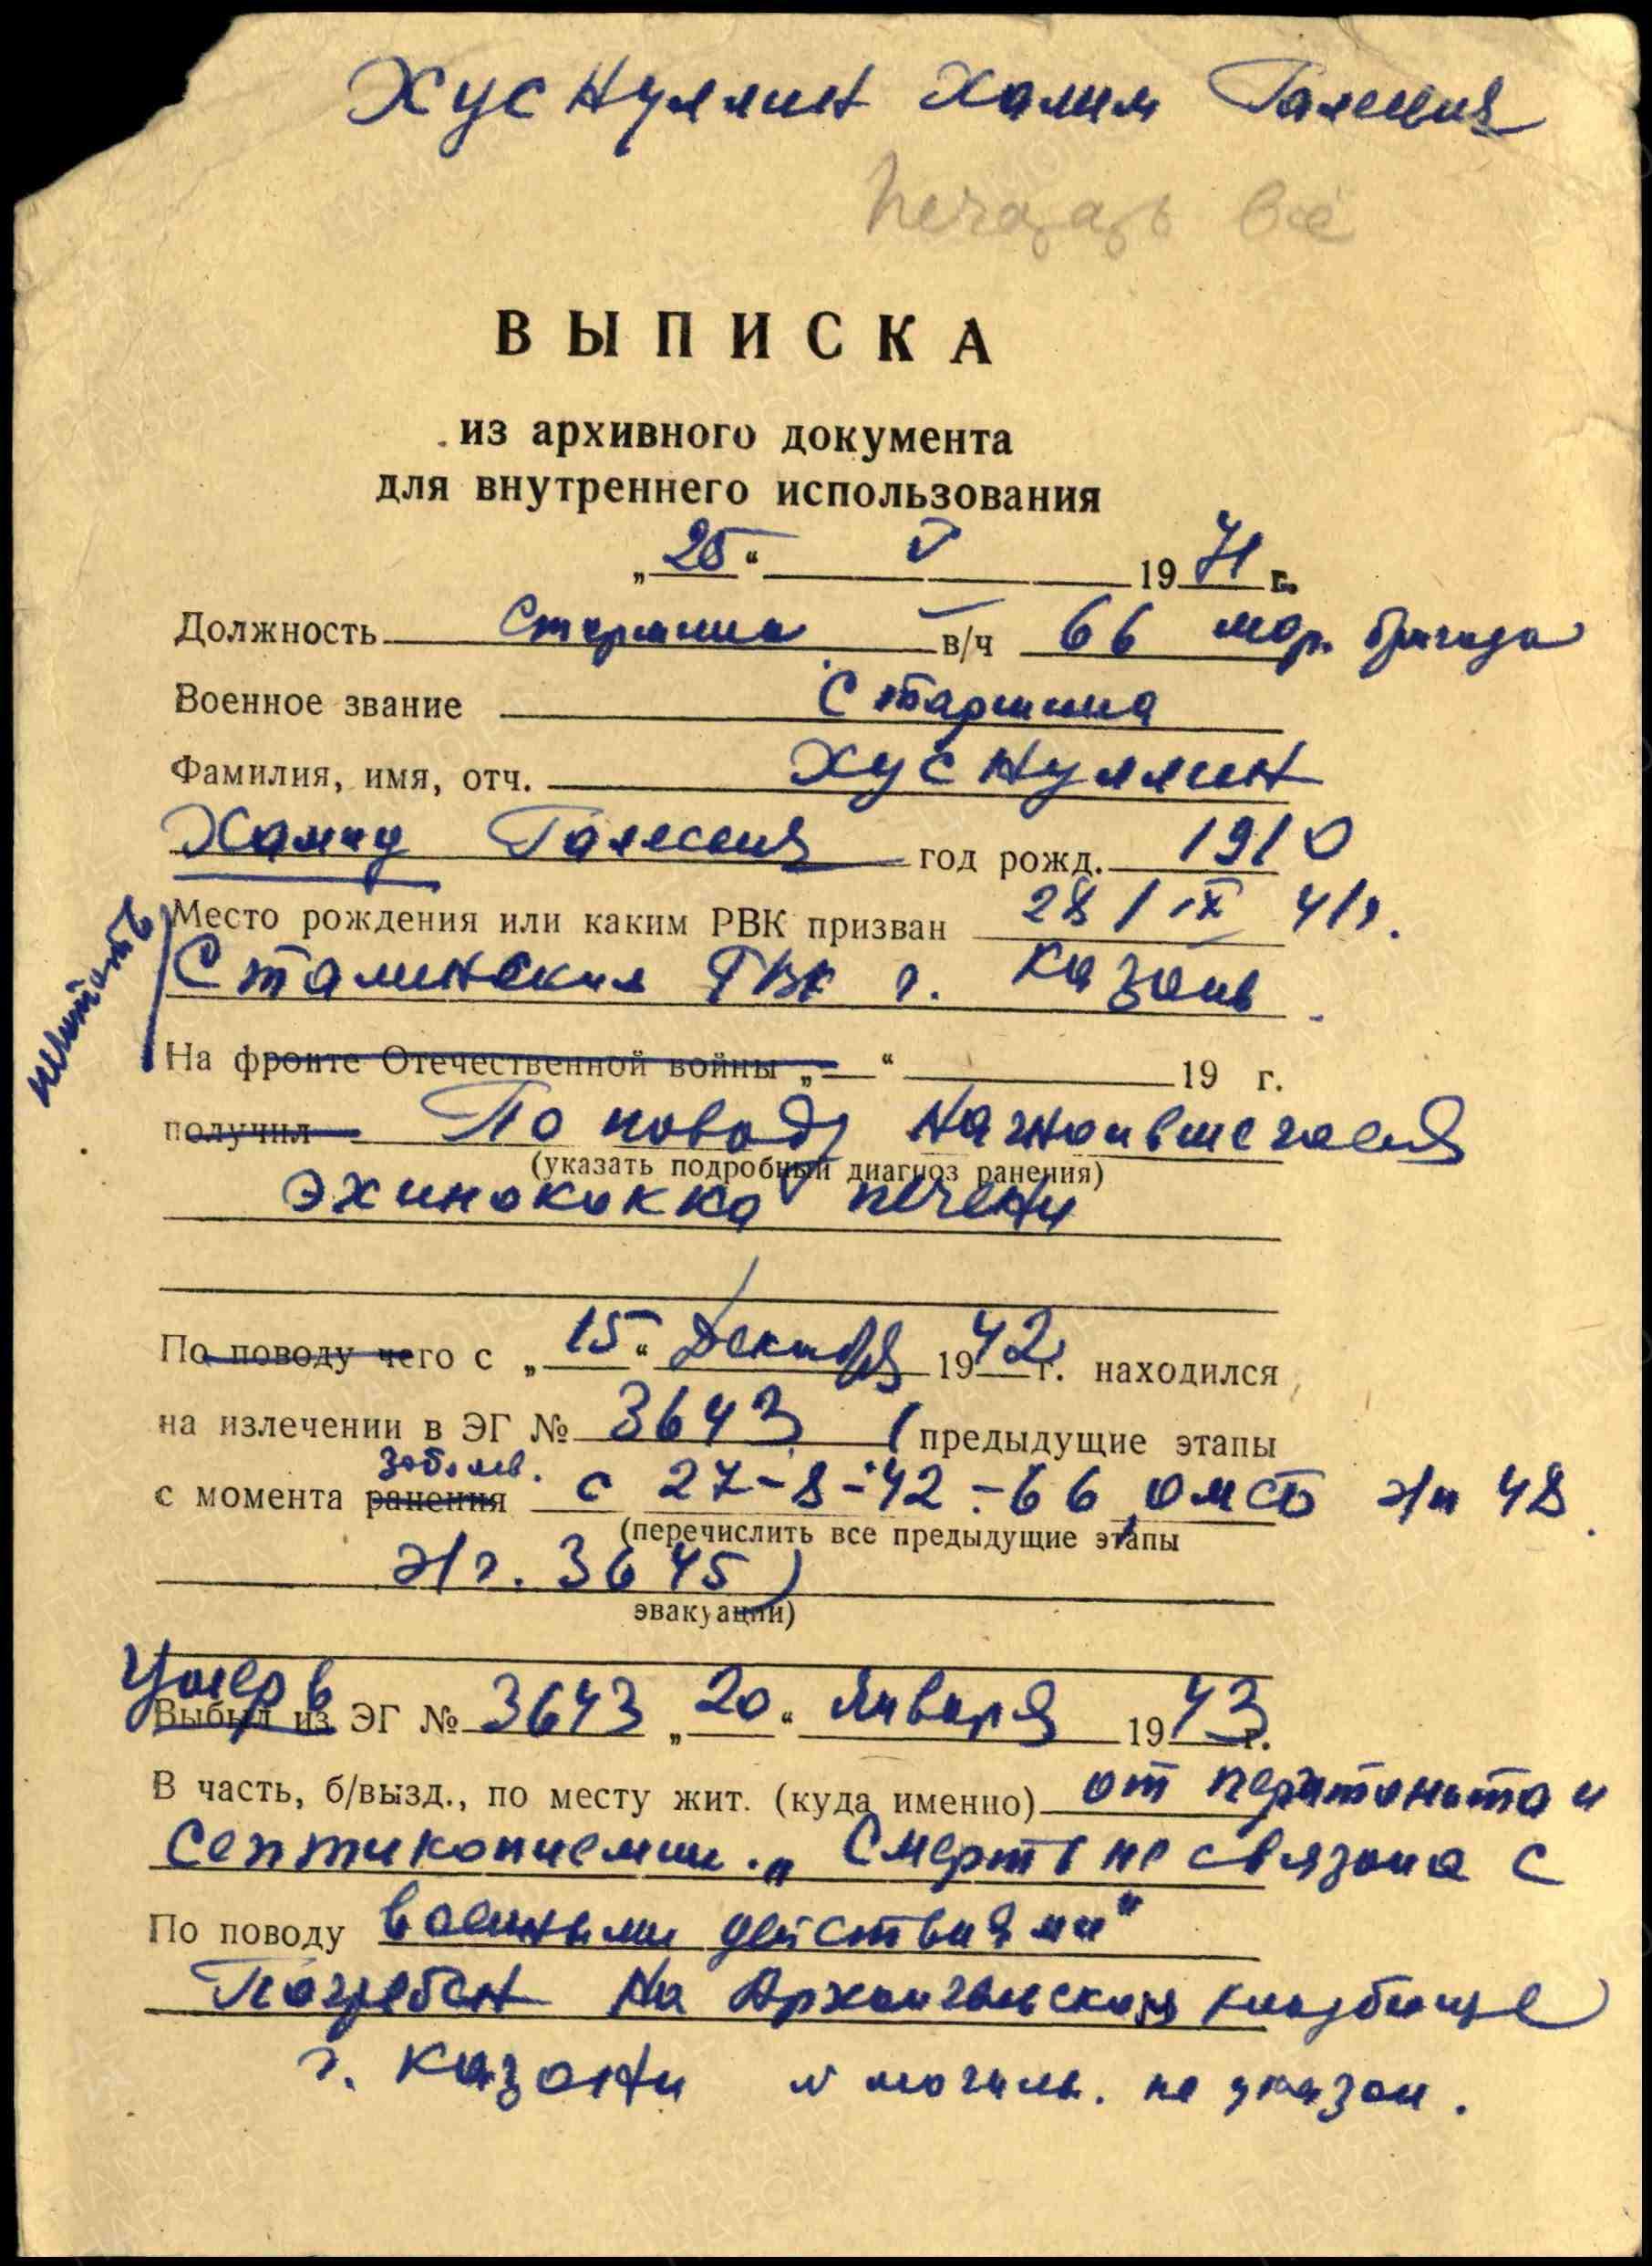 Хуснуллин Халим Галеевич
печатать всё
ВЫПИСКА
из архивного документа
для внутреннего использования
„25“ V 1971 г.
Должность Старшина в/ч 66 мор. бригада
Военное звание Старшина
Фамилия, имя, отч. Хуснуллин
Хамид год рожд. 1910
Место рождения или каким РВК призван 28/IX 41 г.
Сталинским г. Казань
На фронте Отечественной войны „ “ 19 г.
получил По поводу нагноившегося
(указать подробный диагноз ранения)
эхинококка печени
По поводу чего с „15“ декабря 1942 г. находился
на излечении в ЭГ № 3643 (предыдущие этапы
заболев.
с момента ранения с 27-8-42 - 66 омсб эп 48
(перечислить все предыдущие этапы
эг. 3645)
эвакуации)
Умер в
Выбыл из ЭГ № 3643 „20“ января 1943 г.
В часть, б/вызд., по месту жит. (куда именно) от перитонита и
септикопиемии. „Смерть не связана с
По поводу военными действиями“
Погребен на Архангельском кладбище
г. Казани N могилы. не указан.